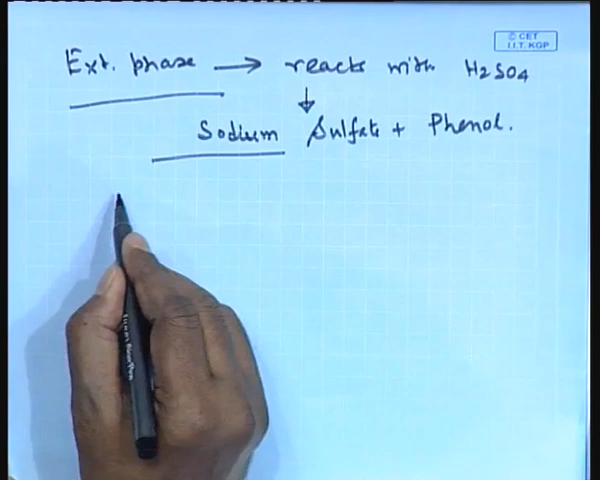 © CET
I.I.T. KGP
Ext. phase → reacts with H2SO4
↓
Sodium Sulfate + Phenol.